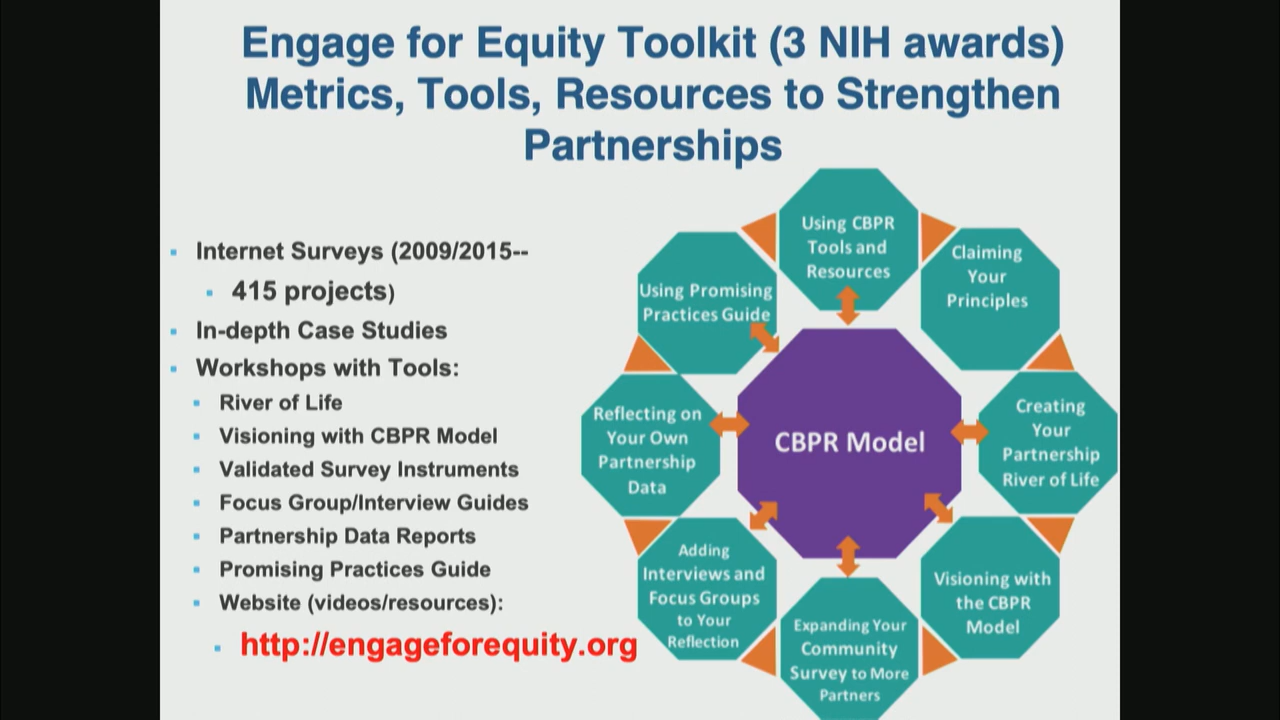 Engage for Equity Toolkit (3 NIH awards)
Metrics, Tools, Resources to Strengthen
Partnerships
Internet Surveys (2009/2015--
415 projects)
In-depth Case Studies
Workshops with Tools:
River of Life
Visioning with CBPR Model
Validated Survey Instruments
Focus Group/Interview Guides
Partnership Data Reports
Promising Practices Guide
Website (videos/resources):
http://engageforequity.org
Using CBPR
Tools and
Resources
Claiming
Your
Principles
Creating
Your
Partnership
River of Life
Visioning with
the CBPR
Model
Expanding Your
Community
Survey to More
Partners
Adding
Interviews and
Focus Groups
to Your
Reflection
Reflecting on
Your Own
Partnership
Data
Using Promising
Practices Guide
CBPR Model